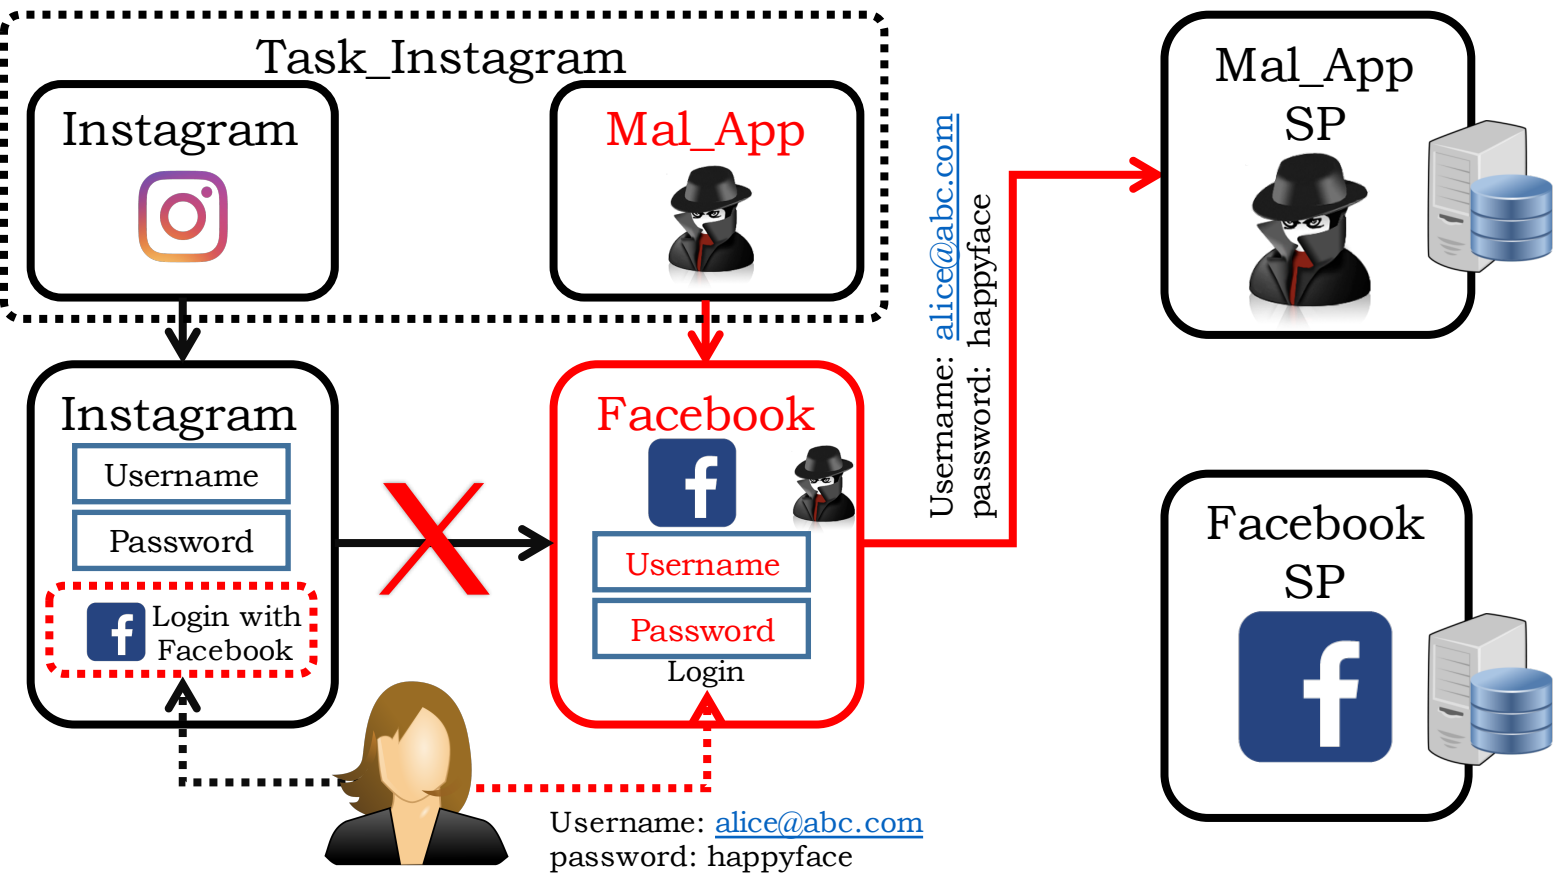 Task_Instagram
Instagram
Mal_App
Mal_App
SP
Instagram
Username
Password
Login with
Facebook
Facebook
Username
Password
Login
Username: alice@abc.com
password: happyface
Facebook
SP
Username: alice@abc.com
password: happyface